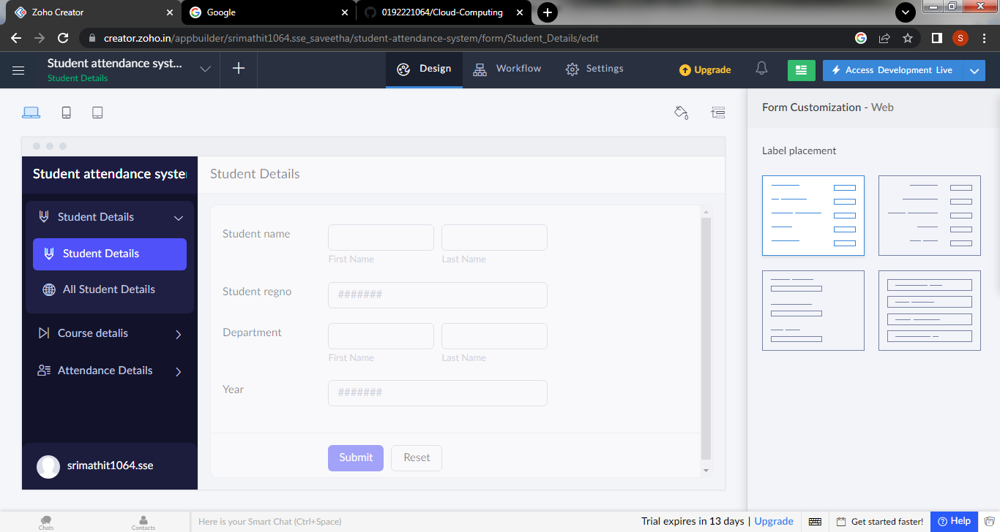 Zoho Creator
Google
0192221064/Cloud-Computing
creator.zoho.in/appbuilder/srimathit1064.sse_saveetha/student-attendance-system/form/Student_Details/edit
S
Student attendance syst...
Student Details
Design
Workflow
Settings
Upgrade
Access Development Live
Form Customization - Web
Label placement
Student attendance syste
Student Details
Student Details
Student Details
All Student Details
Course detalis
Attendance Details
srimathit1064.sse
Student name
First Name
Last Name
Student regno
#######
Department
First Name
Last Name
Year
#######
Submit
Reset
Chats
Contacts
Here is your Smart Chat (Ctrl+Space)
Trial expires in 13 days | Upgrade
Get started faster!
Help